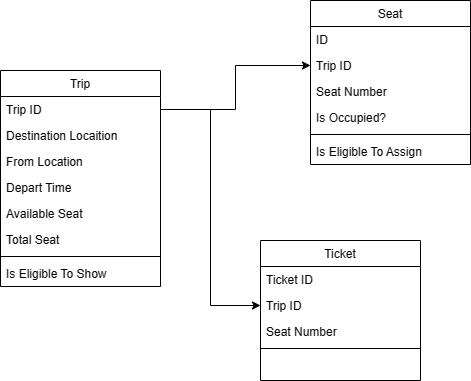 Seat
ID
Trip ID
Seat Number
Is Occupied?
Is Eligible To Assign
Trip
Trip ID
Destination Locaition
From Location
Depart Time
Available Seat
Total Seat
Is Eligible To Show
Ticket
Ticket ID
Trip ID
Seat Number